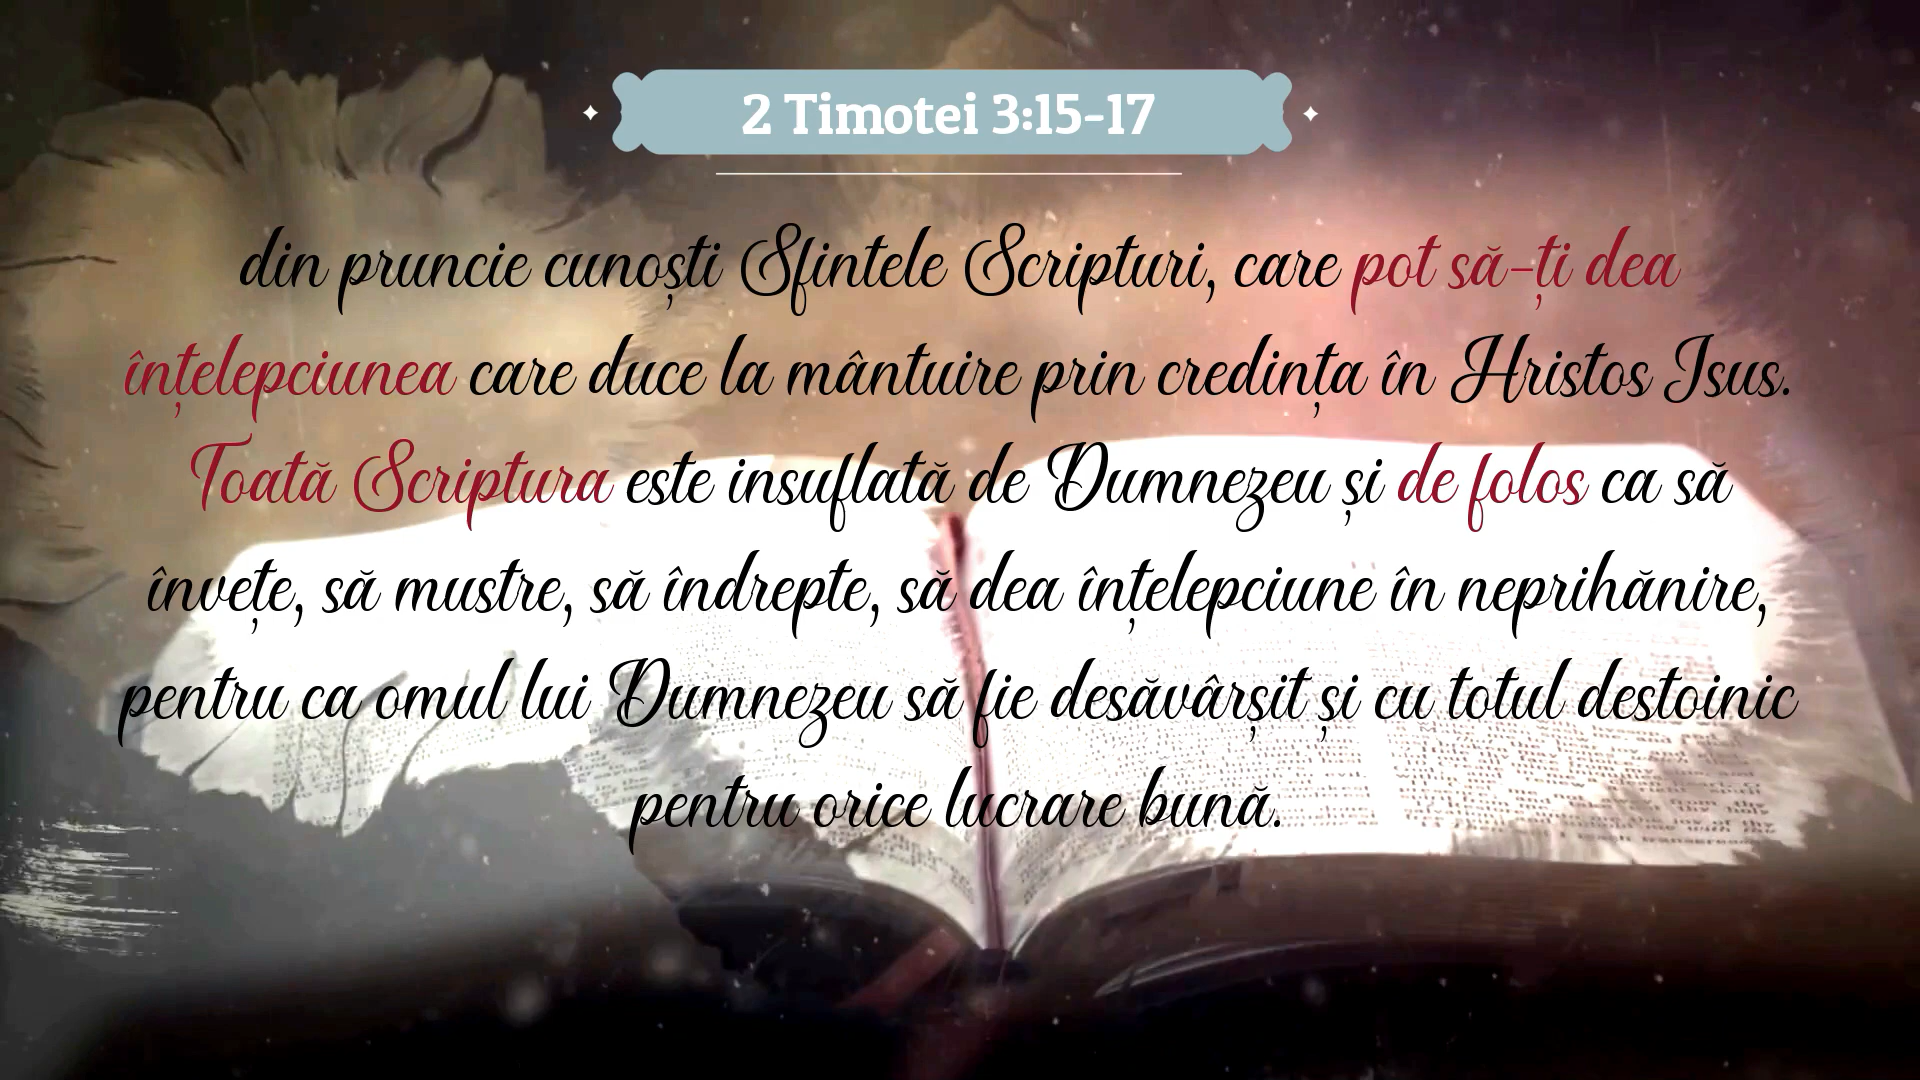 2 Timotei 3:15-17
din pruncie cunoști Sfintele Scripturi, care pot să-ți dea
înțelepciunea care duce la mântuire prin credința în Hristos Isus.
Toată Scriptura este insuflată de Dumnezeu și de folos ca să
învețe, să mustre, să îndrepte, să dea înțelepciune în neprihănire,
pentru ca omul lui Dumnezeu să fie desăvârșit și cu totul destoinic
pentru orice lucrare bună.